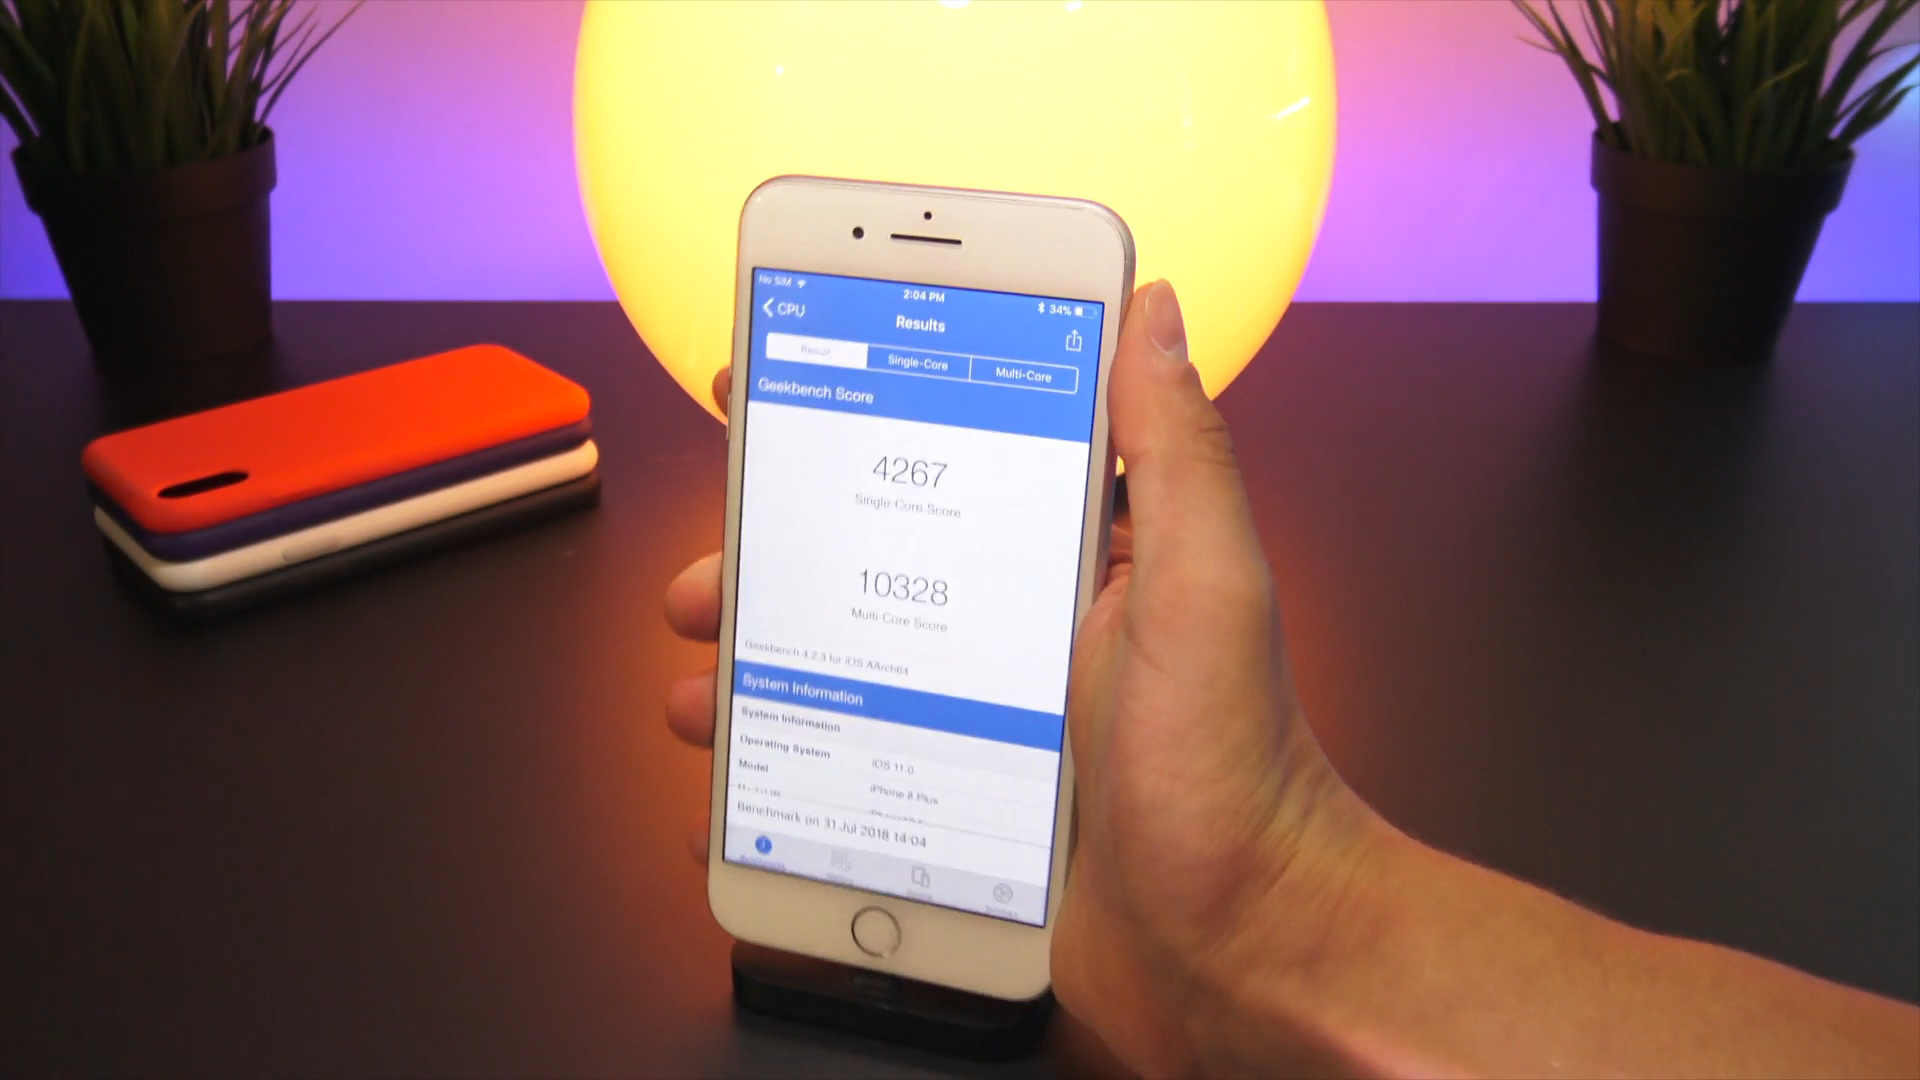 No SIM
2:04 PM
34%
CPU
Results
Result
Single-Core
Multi-Core
Geekbench Score
4267
Single-Core Score
10328
Multi-Core Score
Geekbench 4.2.3 for iOS AArch64
System Information
System Information
Operating System
iOS 11.0
Model
iPhone 8 Plus
Benchmark on 31 Jul 2018 14:04